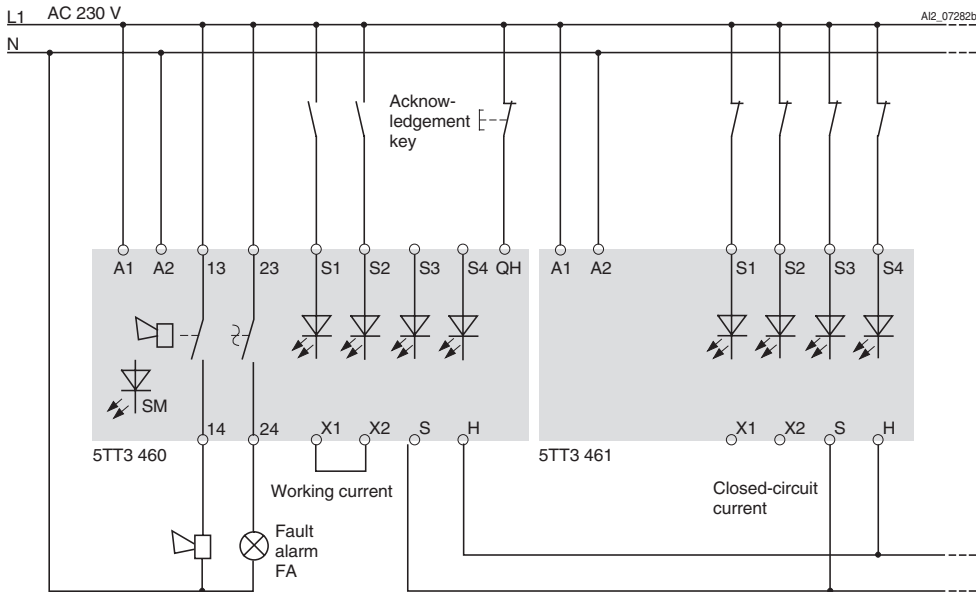 L1 AC 230 V
AI2_07282b
N
Acknow-
ledgement
key
A1 A2 13 23 S1 S2 S3 S4 QH
A1 A2 S1 S2 S3 S4
SM
14 24 X1 X2 S H
X1 X2 S H
5TT3 460
5TT3 461
Working current
Closed-circuit
current
Fault
alarm
FA